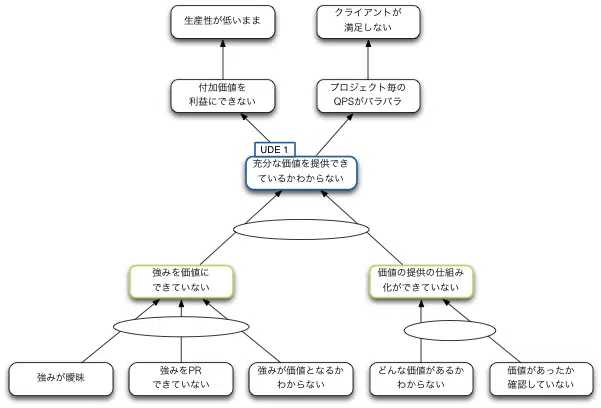 生産性が低いまま
クライアントが
満足しない
付加価値を
利益にできない
プロジェクト毎の
QPSがバラバラ
UDE 1
充分な価値を提供でき
ているかわからない
強みを価値に
できていない
価値の提供の仕組み
化ができていない
強みが曖昧
強みをPR
できていない
強みが価値となるか
わからない
どんな価値があるか
わからない
価値があったか
確認していない